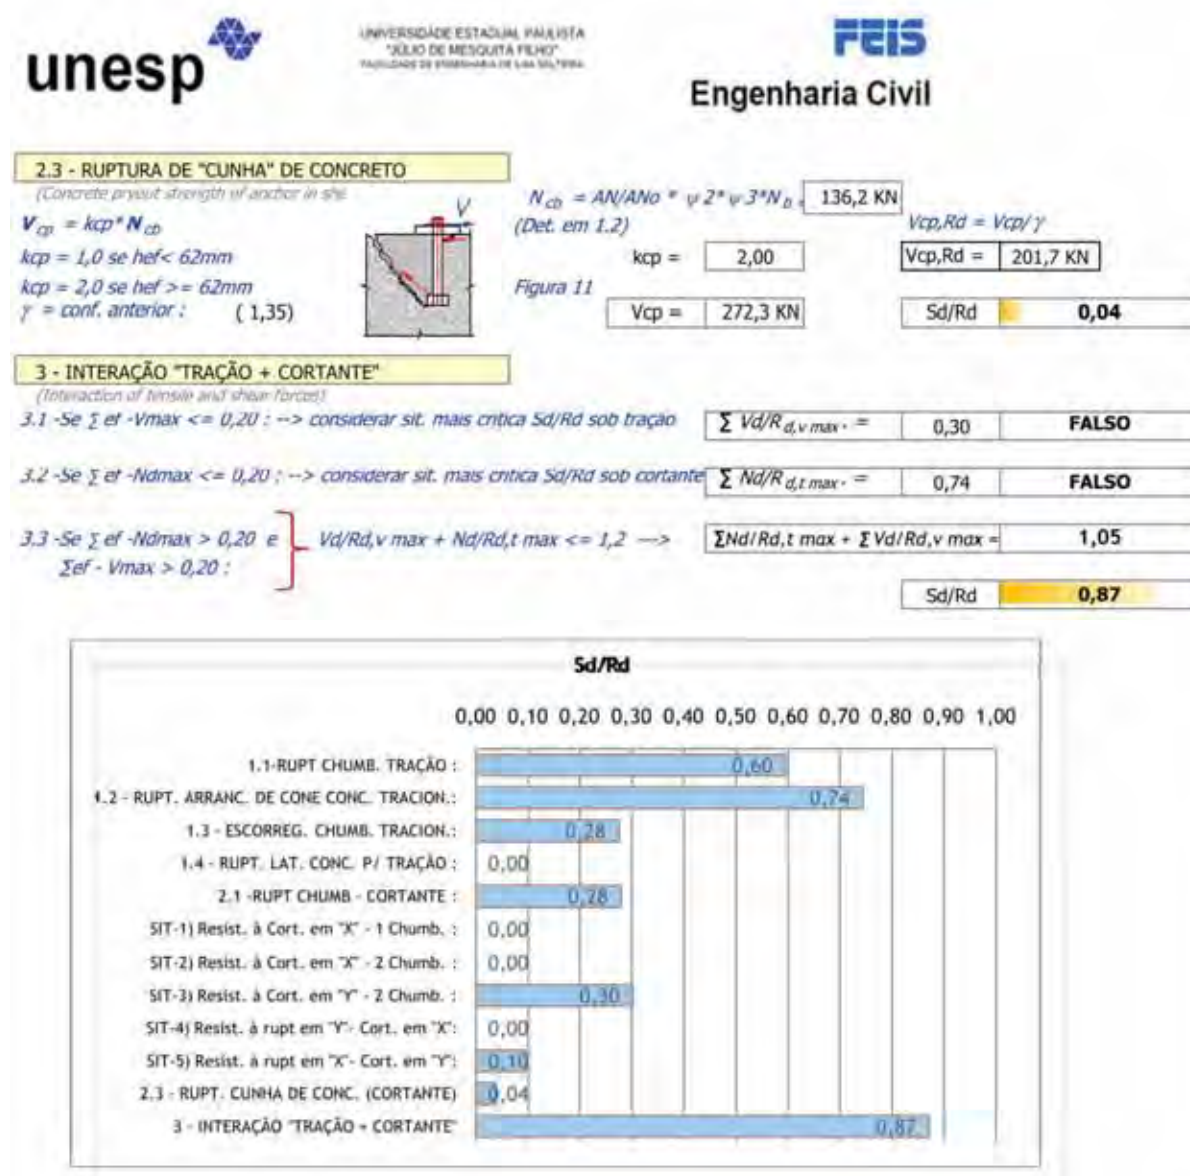 unesp
UNIVERSIDADE ESTADUAL PAULISTA
"JÚLIO DE MESQUITA FILHO"
FACULDADE DE ENGENHARIA DE ILHA SOLTEIRA
FEIS
Engenharia Civil
2.3 - RUPTURA DE "CUNHA" DE CONCRETO
(Concrete pryout strength of anchor in she
V cp = kcp* N cb
kcp = 1,0 se hef< 62mm
kcp = 2,0 se hef >= 62mm
γ = conf. anterior : ( 1,35)
V
N cb = AN/ANo * ψ 2* ψ 3*N b = 136,2 KN
(Det. em 1.2)
kcp = 2,00
Figura 11
Vcp = 272,3 KN
Vcp,Rd = Vcp/ γ
Vcp,Rd = 201,7 KN
Sd/Rd 0,04
3 - INTERAÇÃO "TRAÇÃO + CORTANTE"
(Interaction of tensile and shear forces)
3.1 -Se ∑ ef -Vmax <= 0,20 : --> considerar sit. mais critica Sd/Rd sob tração ∑ Vd/R d,v max. = 0,30 FALSO
3.2 -Se ∑ ef -Ndmax <= 0,20 : --> considerar sit. mais critica Sd/Rd sob cortante ∑ Nd/R d,t max. = 0,74 FALSO
3.3 -Se ∑ ef -Ndmax > 0,20 e Vd/Rd,v max + Nd/Rd,t max <= 1,2 ---> ∑Nd/Rd,t max + ∑ Vd/Rd,v max = 1,05
∑ef - Vmax > 0,20 :
Sd/Rd 0,87
Sd/Rd
0,00 0,10 0,20 0,30 0,40 0,50 0,60 0,70 0,80 0,90 1,00
1.1-RUPT CHUMB. TRAÇÃO : 0,60
1.2 - RUPT. ARRANC. DE CONE CONC. TRACION.: 0,74
1.3 - ESCORREG. CHUMB. TRACION.: 0,28
1.4 - RUPT. LAT. CONC. P/ TRAÇÃO : 0,00
2.1 -RUPT CHUMB - CORTANTE : 0,28
SIT-1) Resist. à Cort. em "X" - 1 Chumb. : 0,00
SIT-2) Resist. à Cort. em "X" - 2 Chumb. : 0,00
SIT-3) Resist. à Cort. em "Y" - 2 Chumb. : 0,30
SIT-4) Resist. à rupt em "Y"- Cort. em "X": 0,00
SIT-5) Resist. à rupt em "X"- Cort. em "Y": 0,10
2.3 - RUPT. CUNHA DE CONC. (CORTANTE) 0,04
3 - INTERAÇÃO "TRAÇÃO + CORTANTE" 0,87